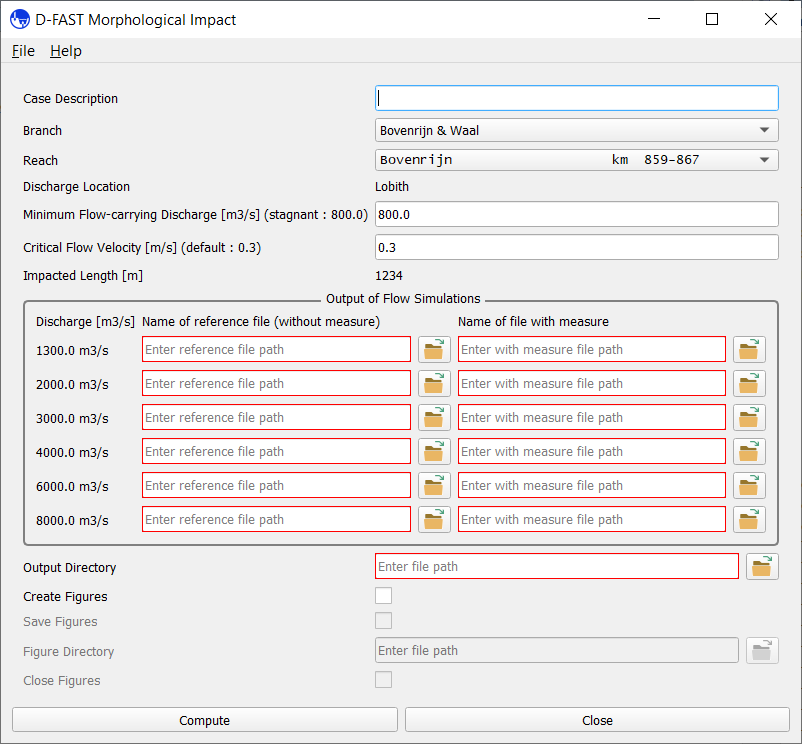 D-FAST Morphological Impact
File Help
Case Description
Branch Bovenrijn & Waal
Reach Bovenrijn km 859-867
Discharge Location Lobith
Minimum Flow-carrying Discharge [m3/s] (stagnant : 800.0) 800.0
Critical Flow Velocity [m/s] (default : 0.3) 0.3
Impacted Length [m] 1234
Output of Flow Simulations
Discharge [m3/s] Name of reference file (without measure) Name of file with measure
1300.0 m3/s Enter reference file path Enter with measure file path
2000.0 m3/s Enter reference file path Enter with measure file path
3000.0 m3/s Enter reference file path Enter with measure file path
4000.0 m3/s Enter reference file path Enter with measure file path
6000.0 m3/s Enter reference file path Enter with measure file path
8000.0 m3/s Enter reference file path Enter with measure file path
Output Directory Enter file path
Create Figures
Save Figures
Figure Directory Enter file path
Close Figures
Compute Close